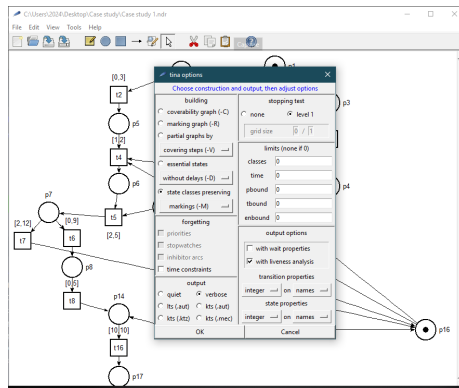 C:\Users\2024\Desktop\Case study\Case study 1.ndr
File Edit View Tools Help
[0,3]
t2
p5
[1,2]
t4
p6
p7
[2,12]
[0,9]
t5
[2,5]
t7
t6
p8
[0,5]
t8
p14
[10,10]
t16
p17
p1
p3
p4
p16
tina options
Choose construction and output, then adjust options
building
coverability graph (-C)
marking graph (-R)
partial graphs by
covering steps (-V)
essential states
without delays (-D)
state classes preserving
markings (-M)
forgetting
priorities
stopwatches
inhibitor arcs
time constraints
output
quiet verbose
lts (.aut) kts (.aut)
kts (.ktz) kts (.mec)
stopping test
none level 1
grid size 0 / 1
limits (none if 0)
classes 0
time 0
pbound 0
tbound 0
enbound 0
output options
with wait properties
with liveness analysis
transition properties
integer on names
state properties
integer on names
OK Cancel